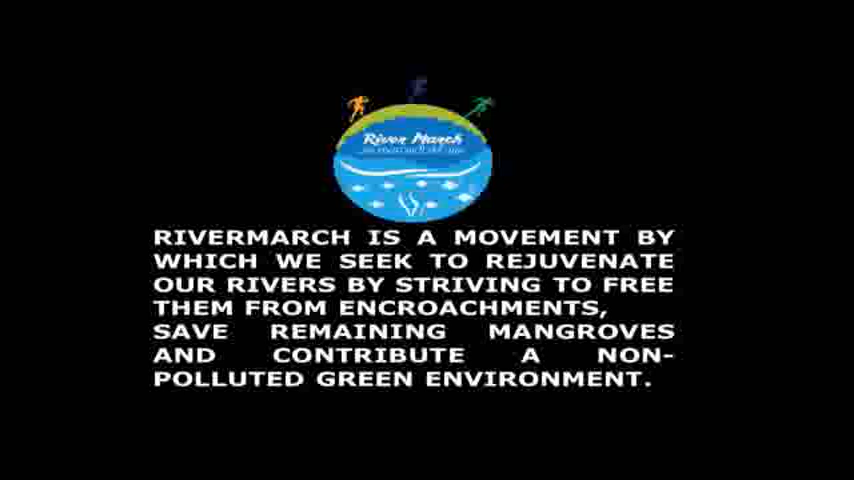 River March
RIVERMARCH IS A MOVEMENT BY
WHICH WE SEEK TO REJUVENATE
OUR RIVERS BY STRIVING TO FREE
THEM FROM ENCROACHMENTS,
SAVE REMAINING MANGROVES
AND CONTRIBUTE A NON-
POLLUTED GREEN ENVIRONMENT.